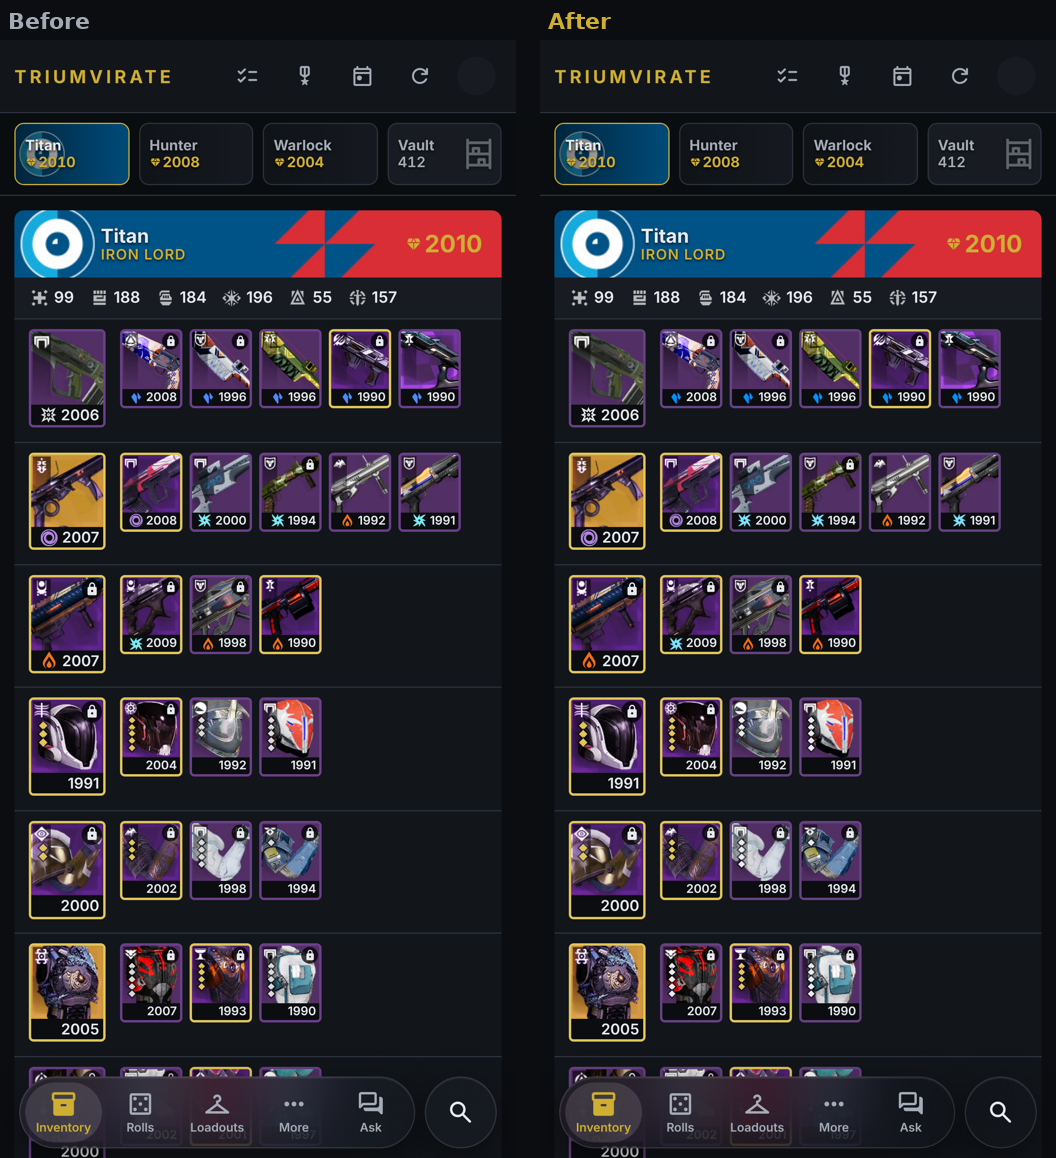 Before
After
TRIUMVIRATE
TRIUMVIRATE
Titan
2010
Hunter
2008
Warlock
2004
Vault
412
Titan
2010
Hunter
2008
Warlock
2004
Vault
412
Titan
IRON LORD
2010
Titan
IRON LORD
2010
99 188 184 196 55 157
99 188 184 196 55 157
2006 2008 1996 1996 1990 1990
2006 2008 1996 1996 1990 1990
2007 2008 2000 1994 1992 1991
2007 2008 2000 1994 1992 1991
2007 2009 1998 1990
2007 2009 1998 1990
1991 2004 1992 1991
1991 2004 1992 1991
2000 2002 1998 1994
2000 2002 1998 1994
2005 2007 1993 1990
2005 2007 1993 1990
Inventory Rolls Loadouts More Ask
Inventory Rolls Loadouts More Ask
2000
2000